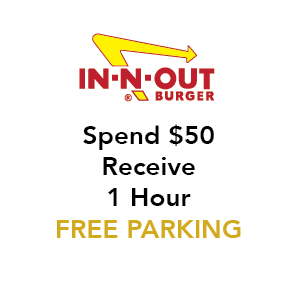 IN-N-OUT
® BURGER
Spend $50
Receive
1 Hour
FREE PARKING